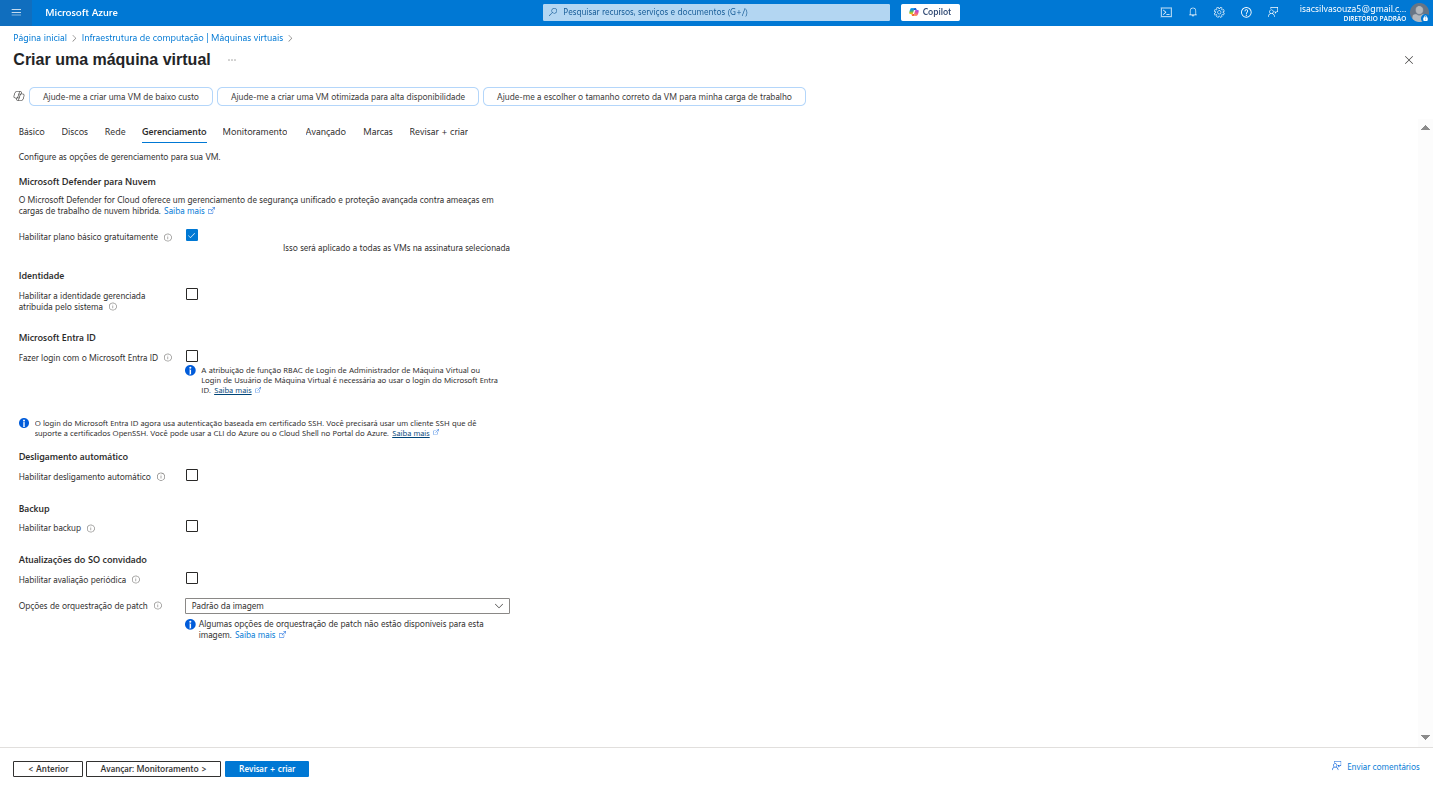 Microsoft Azure
Pesquisar recursos, serviços e documentos (G+/)
Copilot
isacsilvasouza5@gmail.c...
DIRETÓRIO PADRÃO
Página inicial > Infraestrutura de computação | Máquinas virtuais >
Criar uma máquina virtual ...
Ajude-me a criar uma VM de baixo custo
Ajude-me a criar uma VM otimizada para alta disponibilidade
Ajude-me a escolher o tamanho correto da VM para minha carga de trabalho
Básico Discos Rede Gerenciamento Monitoramento Avançado Marcas Revisar + criar
Configure as opções de gerenciamento para sua VM.
Microsoft Defender para Nuvem
O Microsoft Defender for Cloud oferece um gerenciamento de segurança unificado e proteção avançada contra ameaças em
cargas de trabalho de nuvem híbrida. Saiba mais
Habilitar plano básico gratuitamente
Isso será aplicado a todas as VMs na assinatura selecionada
Identidade
Habilitar a identidade gerenciada
atribuída pelo sistema
Microsoft Entra ID
Fazer login com o Microsoft Entra ID
A atribuição de função RBAC de Login de Administrador de Máquina Virtual ou
Login de Usuário de Máquina Virtual é necessária ao usar o login do Microsoft Entra
ID. Saiba mais
O login do Microsoft Entra ID agora usa autenticação baseada em certificado SSH. Você precisará usar um cliente SSH que dê
suporte a certificados OpenSSH. Você pode usar a CLI do Azure ou o Cloud Shell no Portal do Azure. Saiba mais
Desligamento automático
Habilitar desligamento automático
Backup
Habilitar backup
Atualizações do SO convidado
Habilitar avaliação periódica
Opções de orquestração de patch
Padrão da imagem
Algumas opções de orquestração de patch não estão disponíveis para esta
imagem. Saiba mais
< Anterior
Avançar: Monitoramento >
Revisar + criar
Enviar comentários